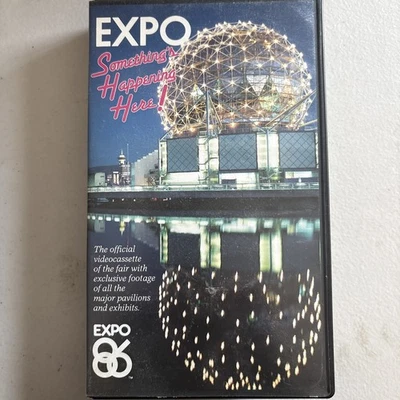 EXPO
Something's
Happening
Here!
The official
videocassette
of the fair with
exclusive footage
of all the
major pavilions
and exhibits.
EXPO
86™